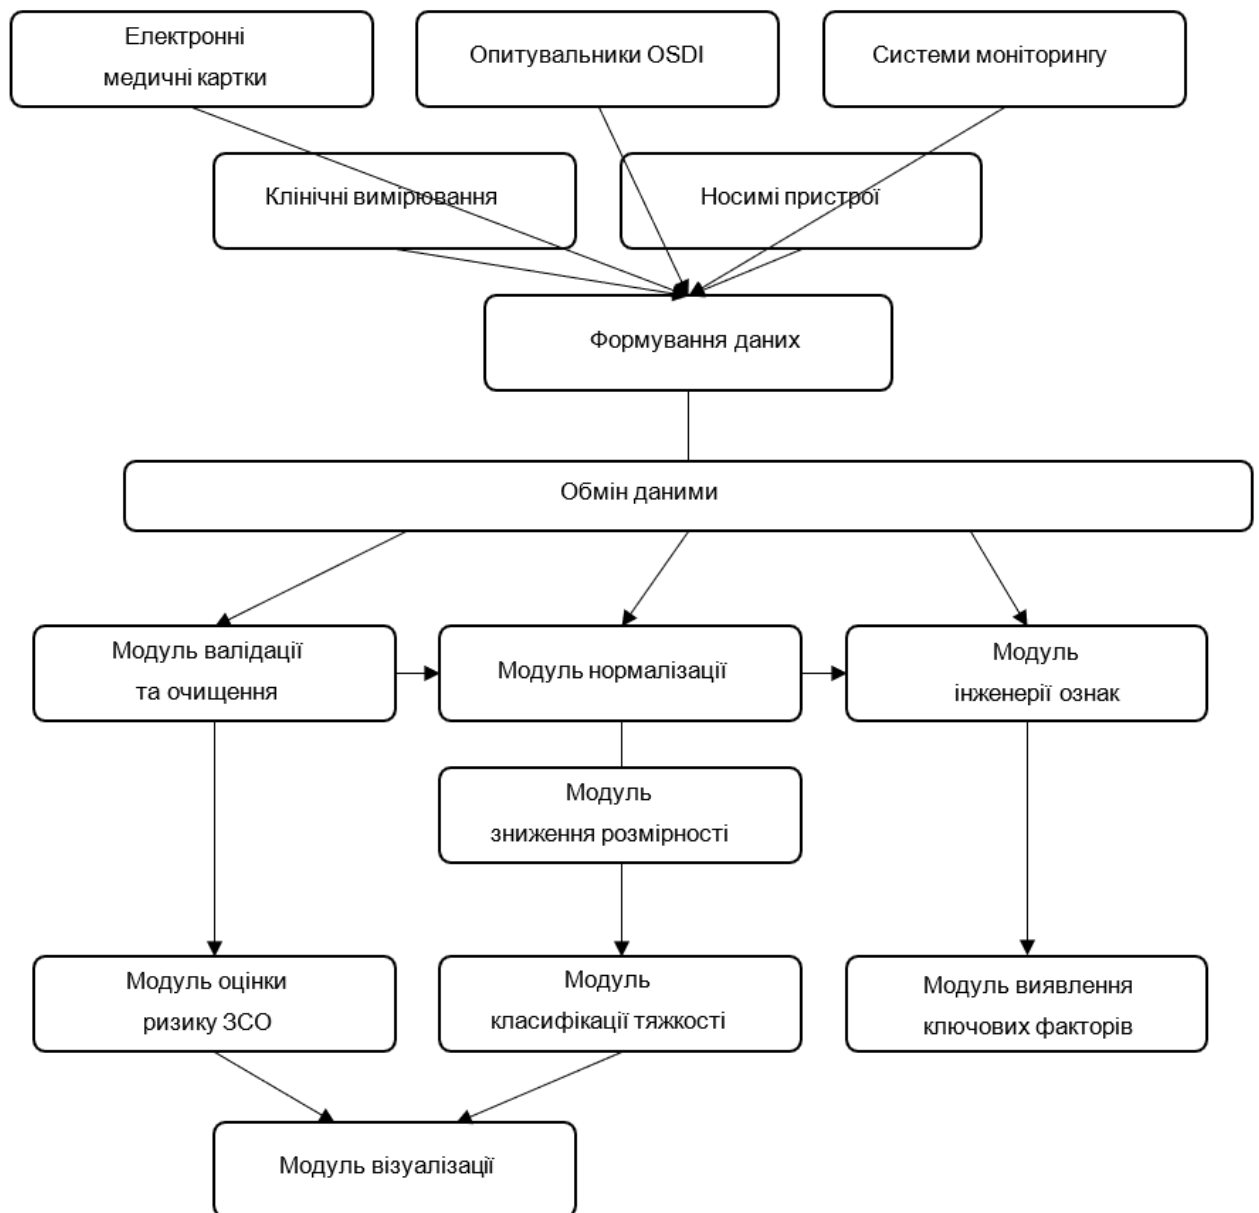 Електронні
медичні картки
Опитувальники OSDI
Системи моніторингу
Клінічні вимірювання
Носимі пристрої
Формування даних
Обмін даними
Модуль валідації
та очищення
Модуль нормалізації
Модуль
інженерії ознак
Модуль
зниження розмірності
Модуль оцінки
ризику ЗСО
Модуль
класифікації тяжкості
Модуль виявлення
ключових факторів
Модуль візуалізації